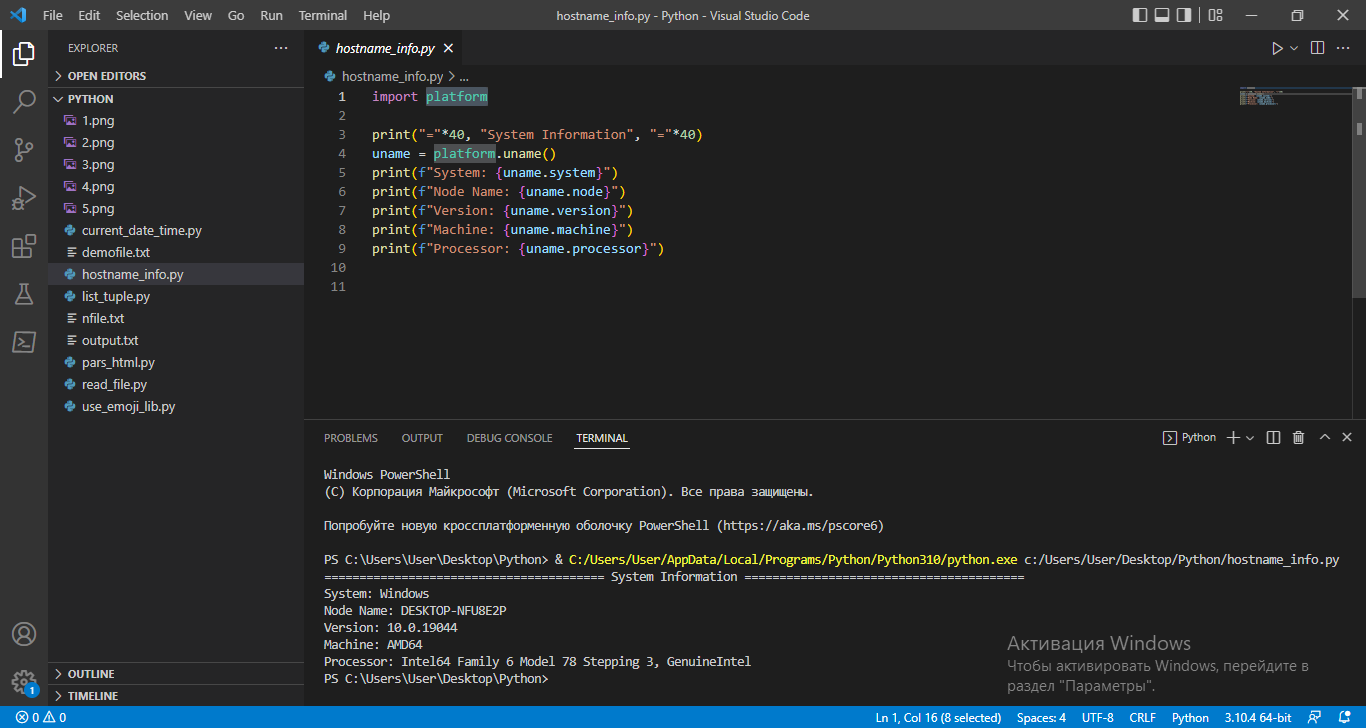 File Edit Selection View Go Run Terminal Help hostname_info.py - Python - Visual Studio Code
EXPLORER
OPEN EDITORS
PYTHON
1.png
2.png
3.png
4.png
5.png
current_date_time.py
demofile.txt
hostname_info.py
list_tuple.py
nfile.txt
output.txt
pars_html.py
read_file.py
use_emoji_lib.py
OUTLINE
TIMELINE
1
hostname_info.py
hostname_info.py > ...
1 import platform
2
3 print("="*40, "System Information", "="*40)
4 uname = platform.uname()
5 print(f"System: {uname.system}")
6 print(f"Node Name: {uname.node}")
7 print(f"Version: {uname.version}")
8 print(f"Machine: {uname.machine}")
9 print(f"Processor: {uname.processor}")
10
11
PROBLEMS OUTPUT DEBUG CONSOLE TERMINAL Python
Windows PowerShell
(C) Корпорация Майкрософт (Microsoft Corporation). Все права защищены.
Попробуйте новую кроссплатформенную оболочку PowerShell (https://aka.ms/pscore6)
PS C:\Users\User\Desktop\Python> & C:/Users/User/AppData/Local/Programs/Python/Python310/python.exe c:/Users/User/Desktop/Python/hostname_info.py
======================================== System Information ========================================
System: Windows
Node Name: DESKTOP-NFU8E2P
Version: 10.0.19044
Machine: AMD64
Processor: Intel64 Family 6 Model 78 Stepping 3, GenuineIntel
PS C:\Users\User\Desktop\Python>
Активация Windows
Чтобы активировать Windows, перейдите в
раздел "Параметры".
0 0 Ln 1, Col 16 (8 selected) Spaces: 4 UTF-8 CRLF Python 3.10.4 64-bit